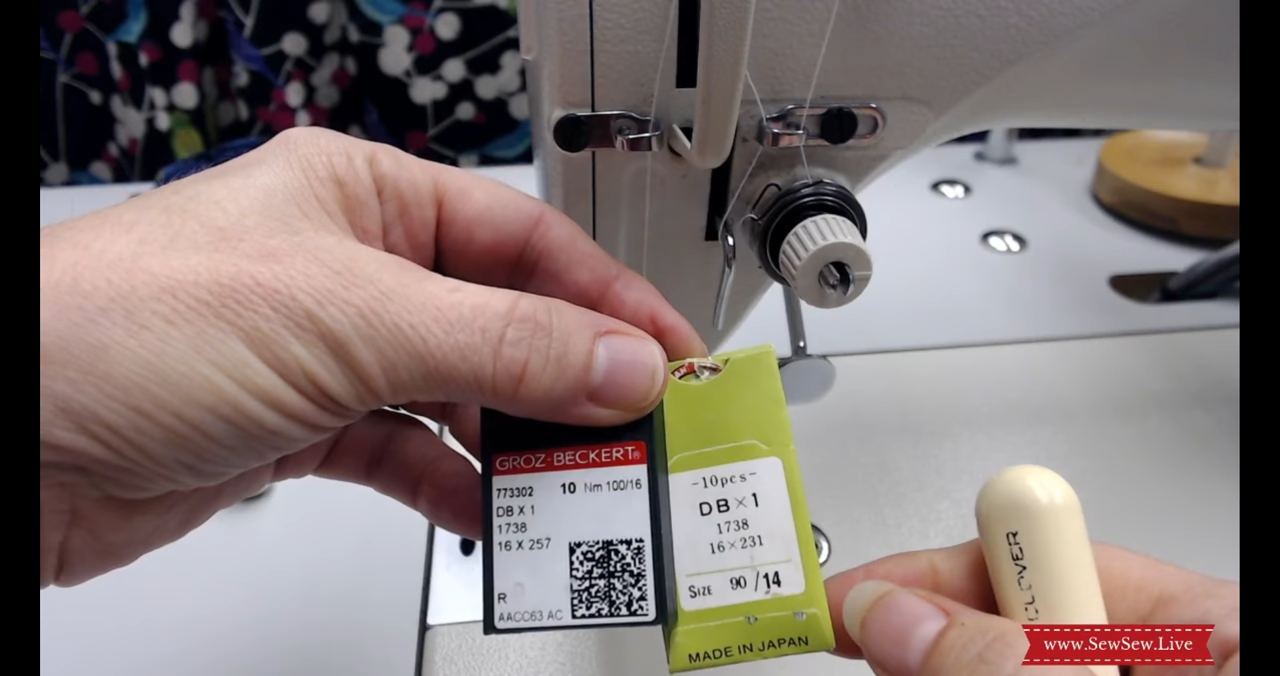 GROZ-BECKERT®
773302 10 Nm 100/16
DB X 1
1738
16 X 257
R
AACC63 AC
-10pcs-
DB×1
1738
16×231
SIZE 90/14
MADE IN JAPAN
CLOVER
www.SewSew.Live